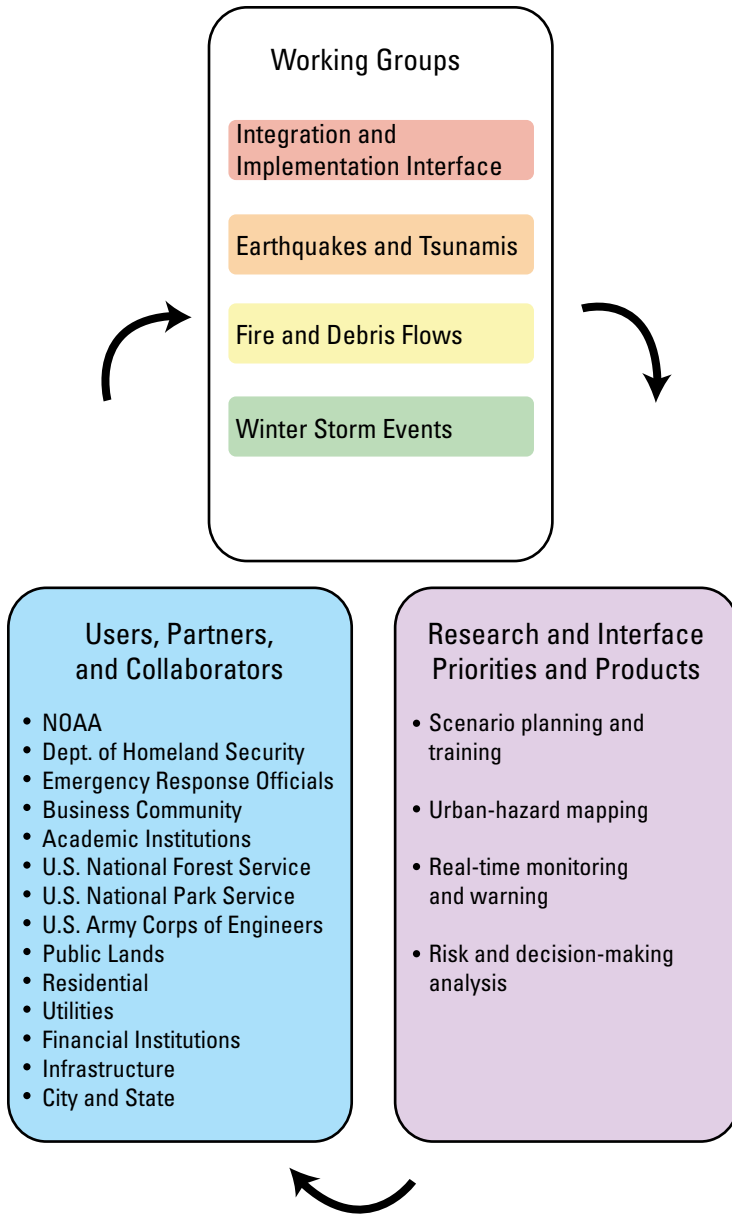 Working Groups
Integration and
Implementation Interface
Earthquakes and Tsunamis
Fire and Debris Flows
Winter Storm Events
Users, Partners,
and Collaborators
• NOAA
• Dept. of Homeland Security
• Emergency Response Officials
• Business Community
• Academic Institutions
• U.S. National Forest Service
• U.S. National Park Service
• U.S. Army Corps of Engineers
• Public Lands
• Residential
• Utilities
• Financial Institutions
• Infrastructure
• City and State
Research and Interface
Priorities and Products
• Scenario planning and
training
• Urban-hazard mapping
• Real-time monitoring
and warning
• Risk and decision-making
analysis